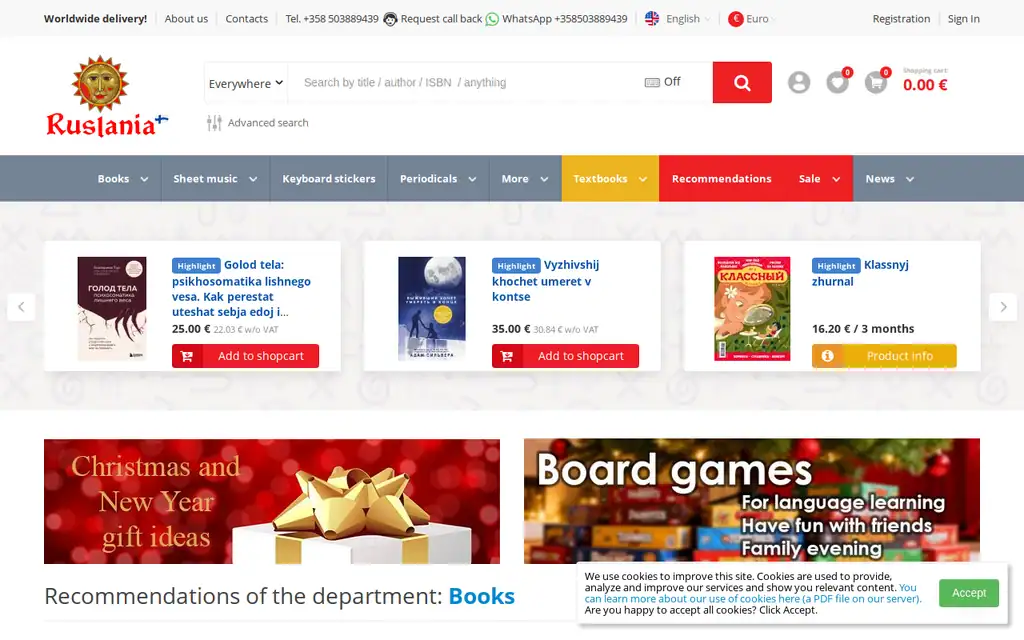 Worldwide delivery! About us Contacts Tel. +358 503889439 Request call back WhatsApp +358503889439 English € Euro Registration Sign In
Ruslania
Everywhere Search by title / author / ISBN / anything Off 0 0 Shopping cart:
0.00 €
Advanced search
Books Sheet music Keyboard stickers Periodicals More Textbooks Recommendations Sale News
ГОЛОД ТЕЛА
Highlight Golod tela:
psikhosomatika lishnego
vesa. Kak perestat
uteshat sebja edoj i...
25.00 € 22.03 € w/o VAT
Add to shopcart
АДАМ СИЛЬВЕРА
Highlight Vyzhivshij
khochet umeret v
kontse
35.00 € 30.84 € w/o VAT
Add to shopcart
КЛАССНЫЙ
Highlight Klassnyj
zhurnal
16.20 € / 3 months
Product info
Christmas and
New Year
gift ideas
Board games
For language learning
Have fun with friends
Family evening
Recommendations of the department: Books
We use cookies to improve this site. Cookies are used to provide,
analyze and improve our services and show you relevant content. You
can learn more about our use of cookies here (a PDF file on our server).
Are you happy to accept all cookies? Click Accept.
Accept